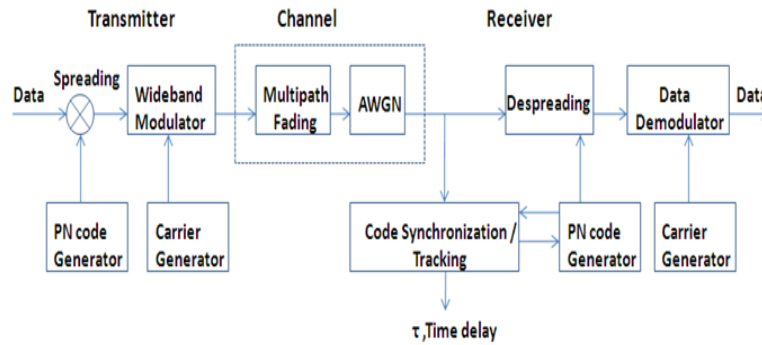 Transmitter
Channel
Receiver
Spreading
Data
Wideband
Modulator
Multipath
Fading
AWGN
Despreading
Data
Demodulator
Data
PN code
Generator
Carrier
Generator
Code Synchronization /
Tracking
PN code
Generator
Carrier
Generator
τ,Time delay